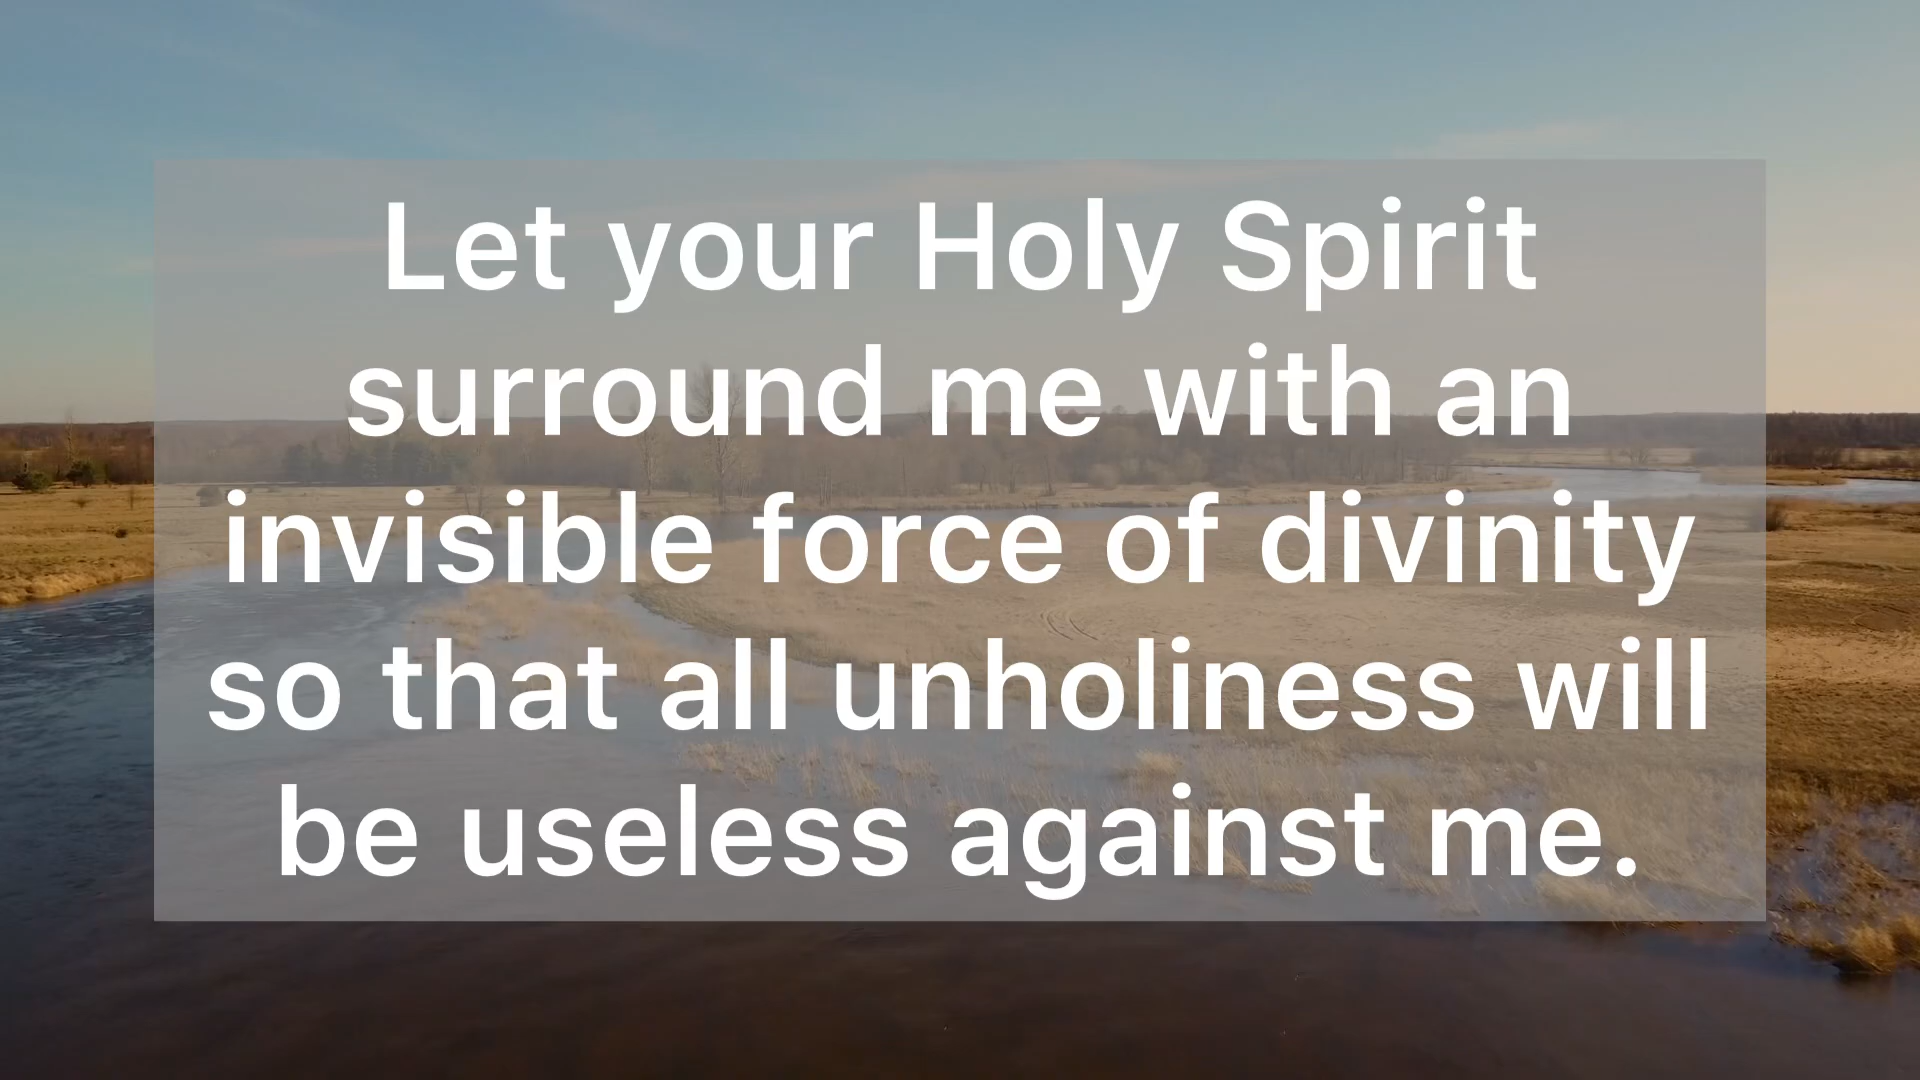 Let your Holy Spirit
surround me with an
invisible force of divinity
so that all unholiness will
be useless against me.